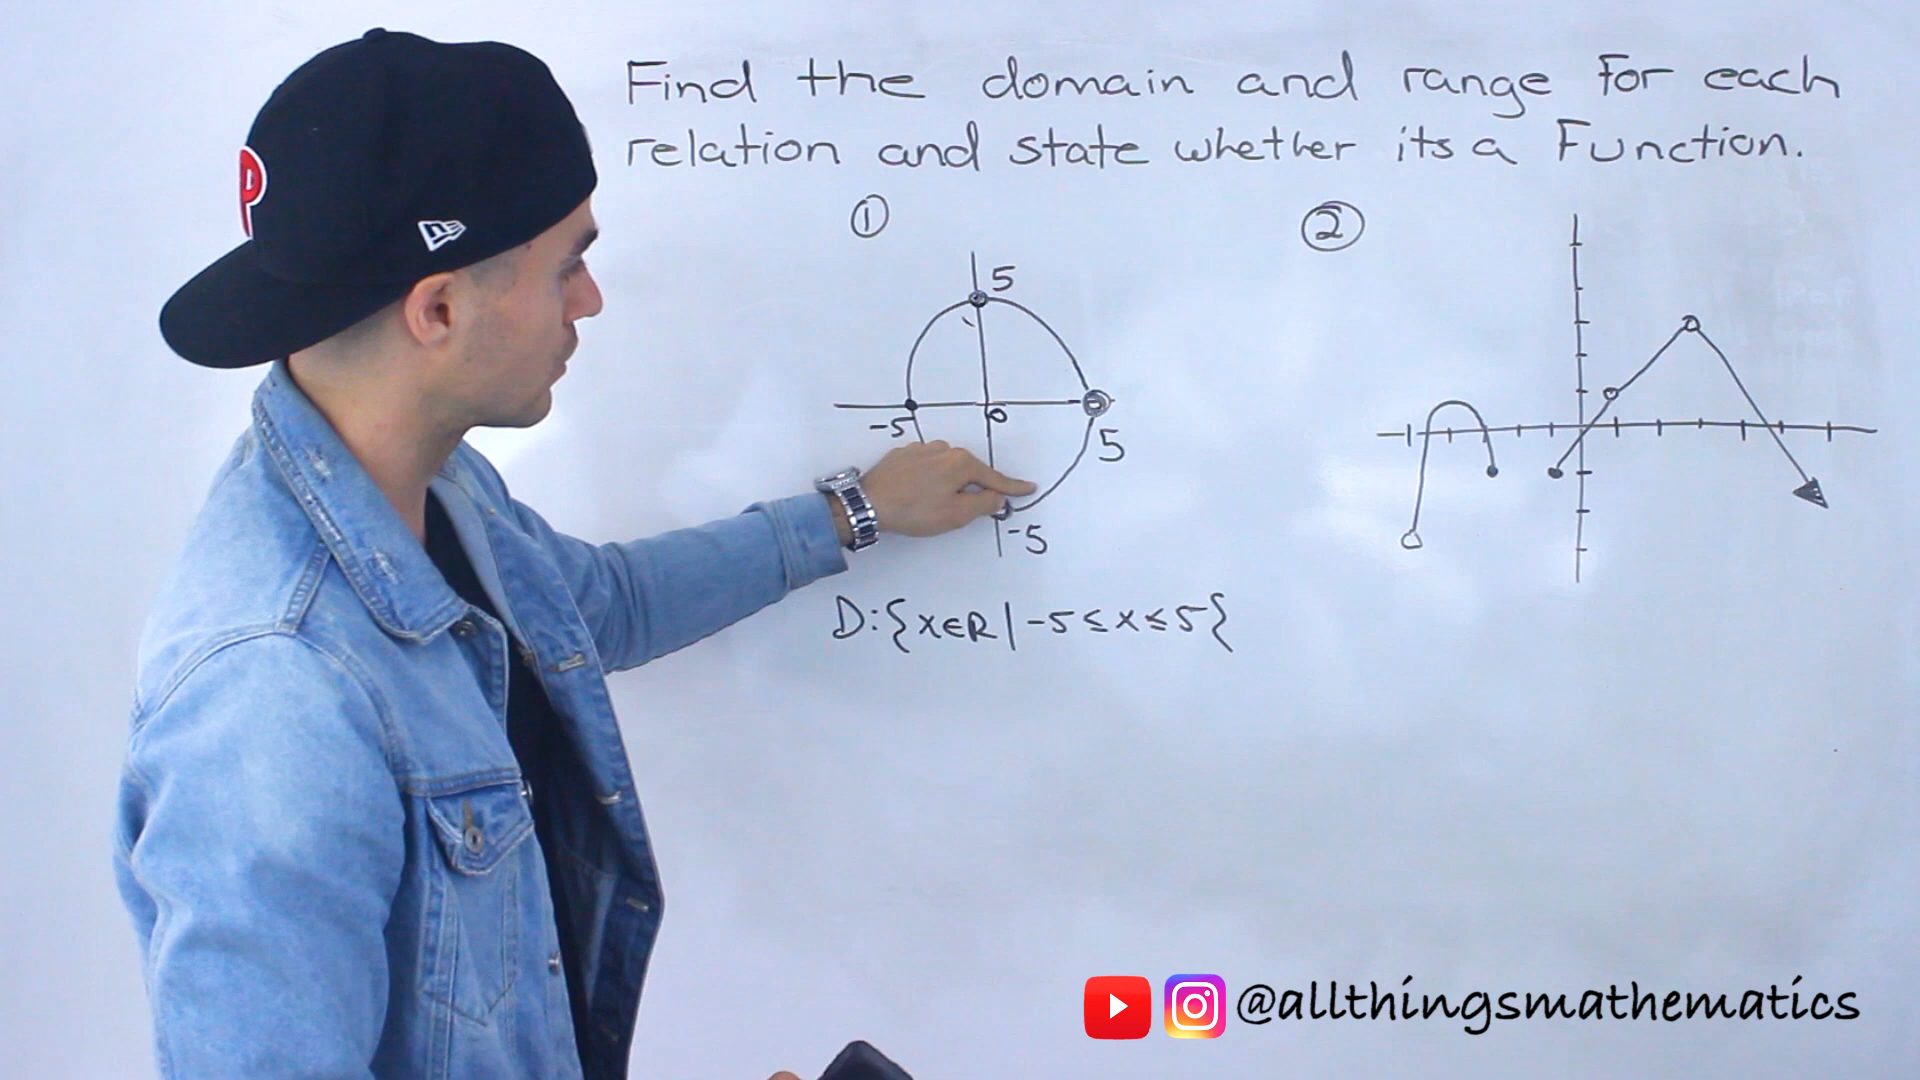 Find the domain and range for each
relation and state whether its a Function.
①
②
5
-5
0
5
-5
D:{x∈R|-5≤x≤5{
P
@allthingsmathematics